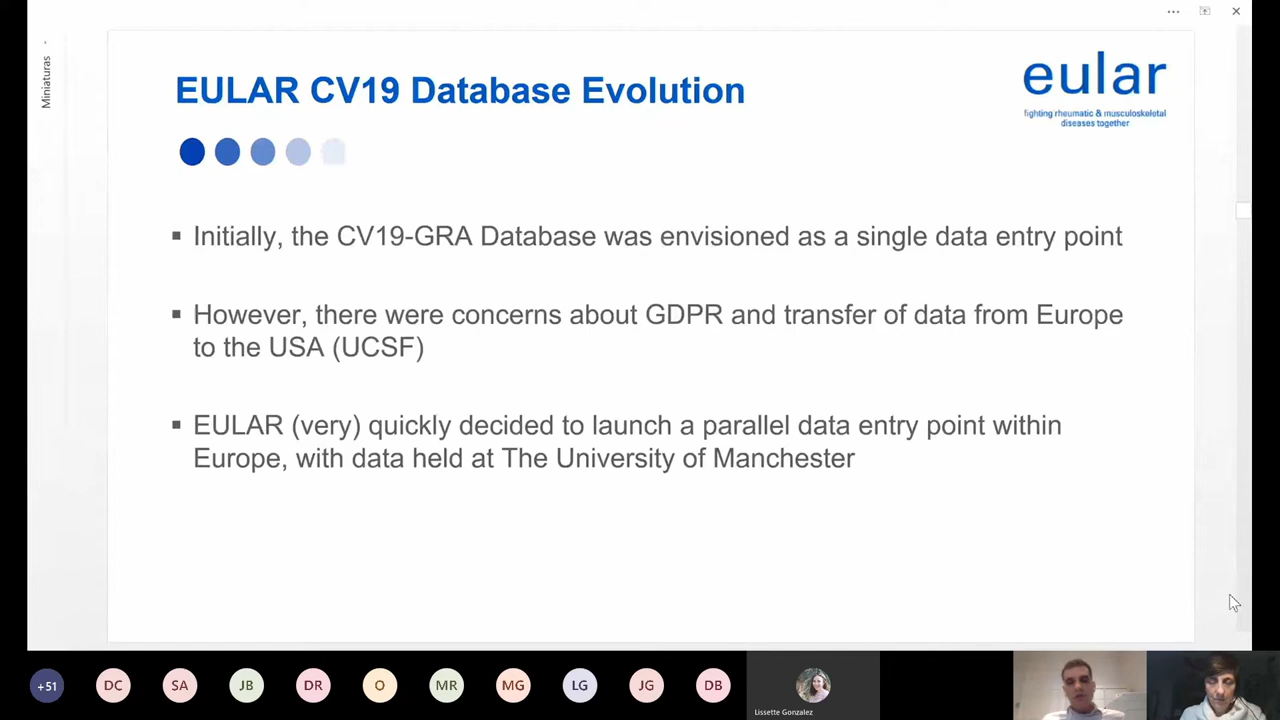 Miniaturas
EULAR CV19 Database Evolution
eular
fighting rheumatic & musculoskeletal
diseases together
▪ Initially, the CV19-GRA Database was envisioned as a single data entry point
▪ However, there were concerns about GDPR and transfer of data from Europe
to the USA (UCSF)
▪ EULAR (very) quickly decided to launch a parallel data entry point within
Europe, with data held at The University of Manchester
+51
DC
SA
JB
DR
O
MR
MG
LG
JG
DB
Lissette Gonzalez